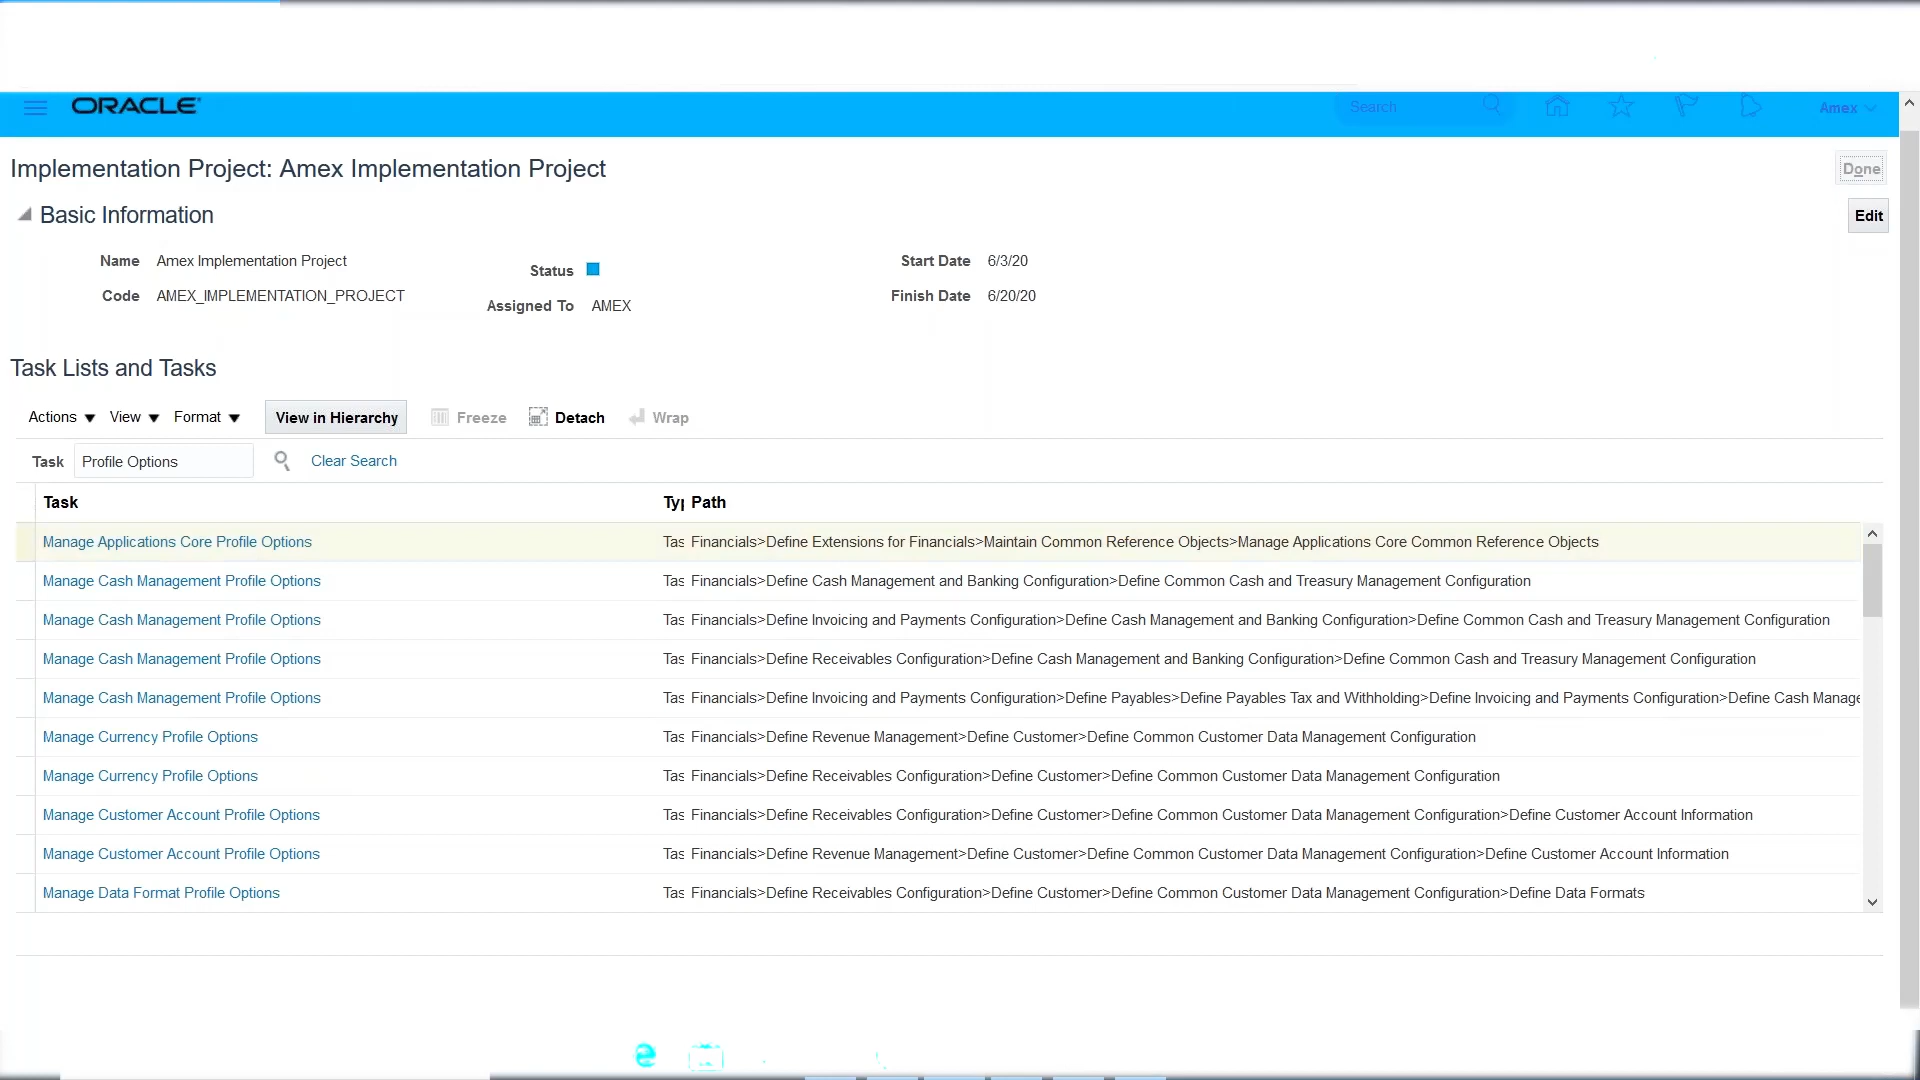 ORACLE
Search
Amex
Implementation Project: Amex Implementation Project
Done
Basic Information
Edit
Name Amex Implementation Project
Status
Start Date 6/3/20
Code AMEX_IMPLEMENTATION_PROJECT
Assigned To AMEX
Finish Date 6/20/20
Task Lists and Tasks
Actions View Format View in Hierarchy Freeze Detach Wrap
Task Profile Options Clear Search
Task Typ Path
Manage Applications Core Profile Options Tas Financials>Define Extensions for Financials>Maintain Common Reference Objects>Manage Applications Core Common Reference Objects
Manage Cash Management Profile Options Tas Financials>Define Cash Management and Banking Configuration>Define Common Cash and Treasury Management Configuration
Manage Cash Management Profile Options Tas Financials>Define Invoicing and Payments Configuration>Define Cash Management and Banking Configuration>Define Common Cash and Treasury Management Configuration
Manage Cash Management Profile Options Tas Financials>Define Receivables Configuration>Define Cash Management and Banking Configuration>Define Common Cash and Treasury Management Configuration
Manage Cash Management Profile Options Tas Financials>Define Invoicing and Payments Configuration>Define Payables>Define Payables Tax and Withholding>Define Invoicing and Payments Configuration>Define Cash Manage
Manage Currency Profile Options Tas Financials>Define Revenue Management>Define Customer>Define Common Customer Data Management Configuration
Manage Currency Profile Options Tas Financials>Define Receivables Configuration>Define Customer>Define Common Customer Data Management Configuration
Manage Customer Account Profile Options Tas Financials>Define Receivables Configuration>Define Customer>Define Common Customer Data Management Configuration>Define Customer Account Information
Manage Customer Account Profile Options Tas Financials>Define Revenue Management>Define Customer>Define Common Customer Data Management Configuration>Define Customer Account Information
Manage Data Format Profile Options Tas Financials>Define Receivables Configuration>Define Customer>Define Common Customer Data Management Configuration>Define Data Formats